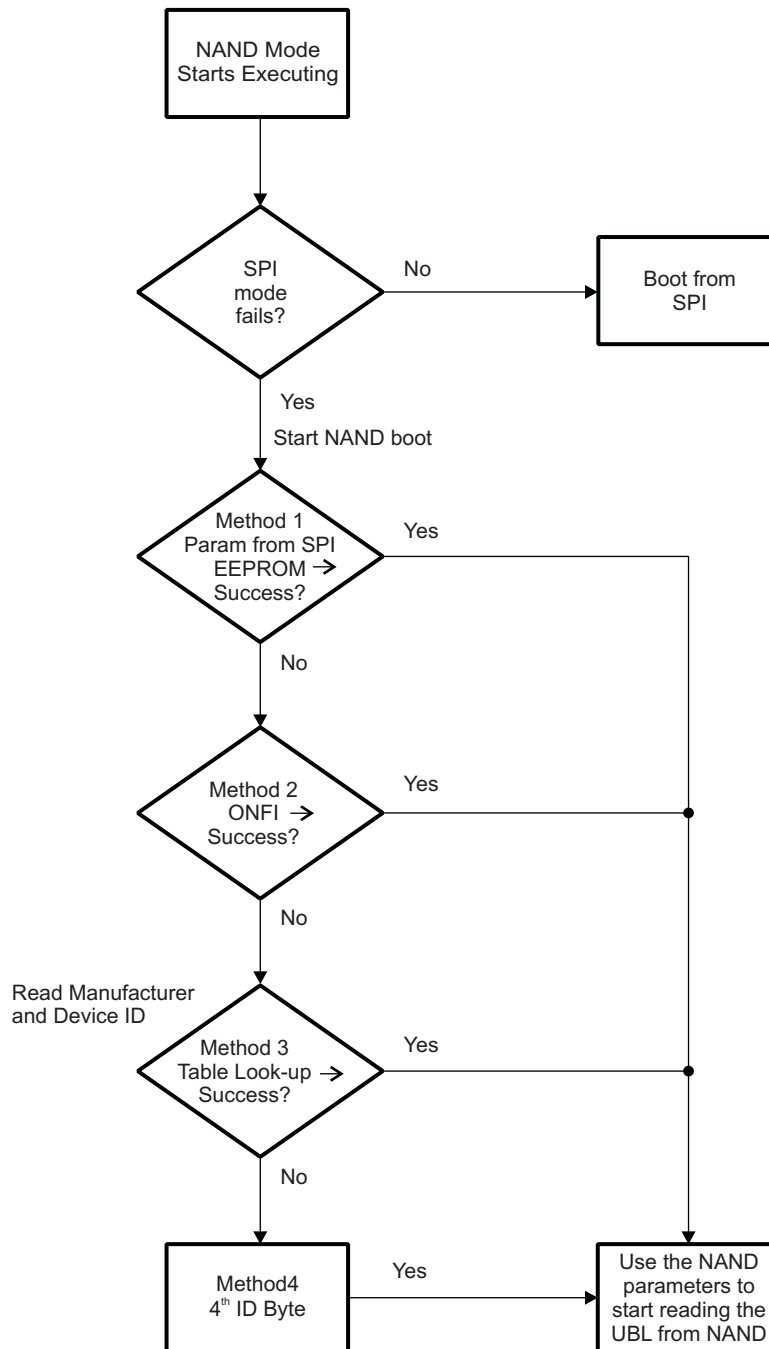 NAND Mode
Starts Executing
SPI
mode
fails?
No
Boot from
SPI
Yes
Start NAND boot
Method 1
Param from SPI
EEPROM →
Success?
Yes
No
Method 2
ONFI →
Success?
Yes
No
Read Manufacturer
and Device ID
Method 3
Table Look-up →
Success?
Yes
No
Method4
4th ID Byte
Yes
Use the NAND
parameters to
start reading the
UBL from NAND